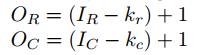 O_R = (I_R − k_r) + 1
O_C = (I_C − k_c) + 1